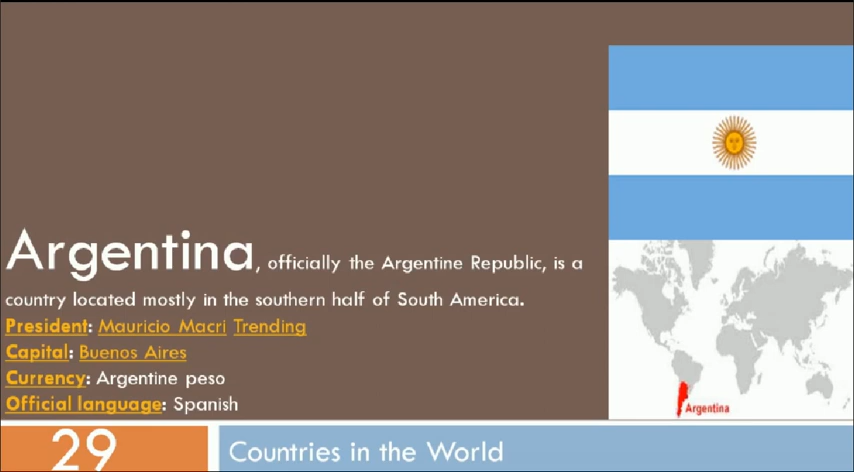 Argentina, officially the Argentine Republic, is a
country located mostly in the southern half of South America.
President: Mauricio Macri Trending
Capital: Buenos Aires
Currency: Argentine peso
Official language: Spanish
Argentina
29
Countries in the World